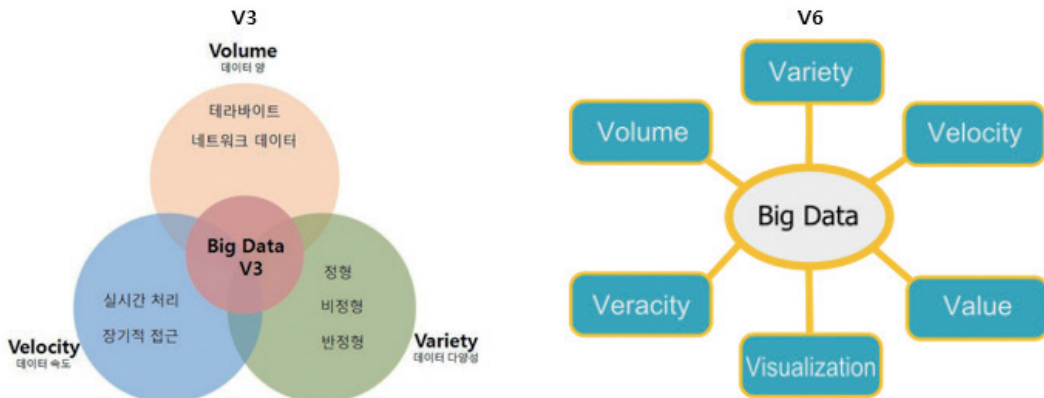 V3
Volume
데이터 양
테라바이트
네트워크 데이터
Big Data
V3
실시간 처리
장기적 접근
Velocity
데이터 속도
정형
비정형
반정형
Variety
데이터 다양성
V6
Variety
Volume
Velocity
Big Data
Veracity
Value
Visualization